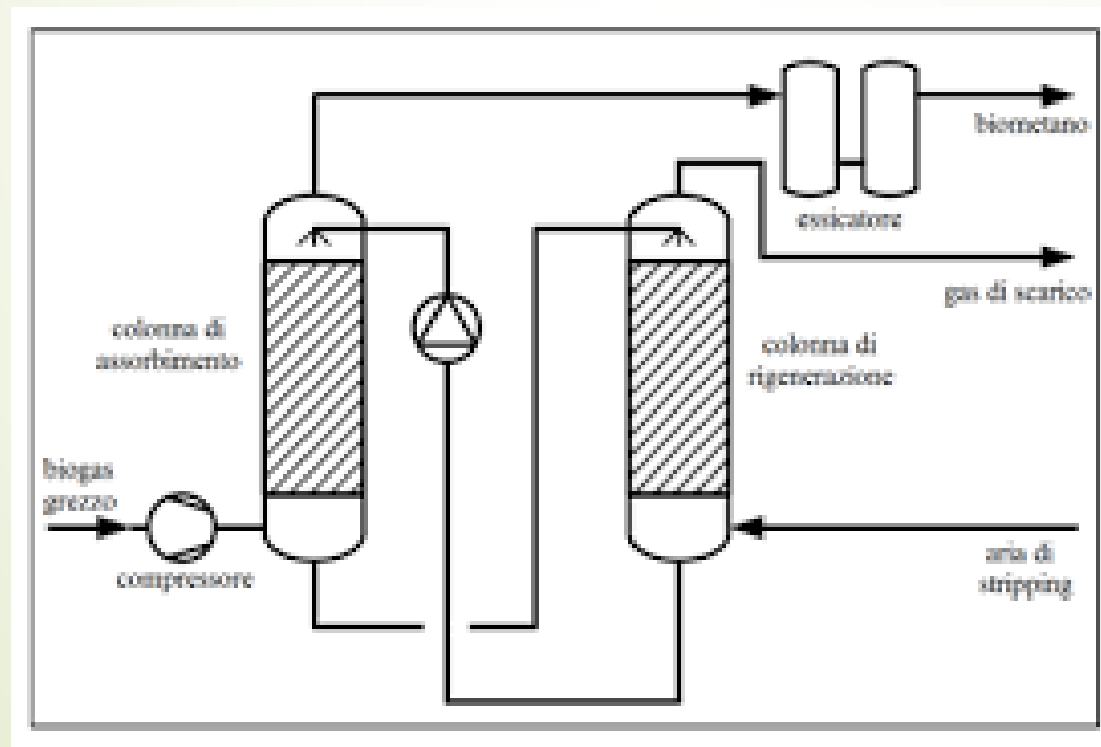 biometano
essicatore
gas di scarico
colonna di
assorbimento
colonna di
rigenerazione
biogas
grezzo
compressore
aria di
stripping